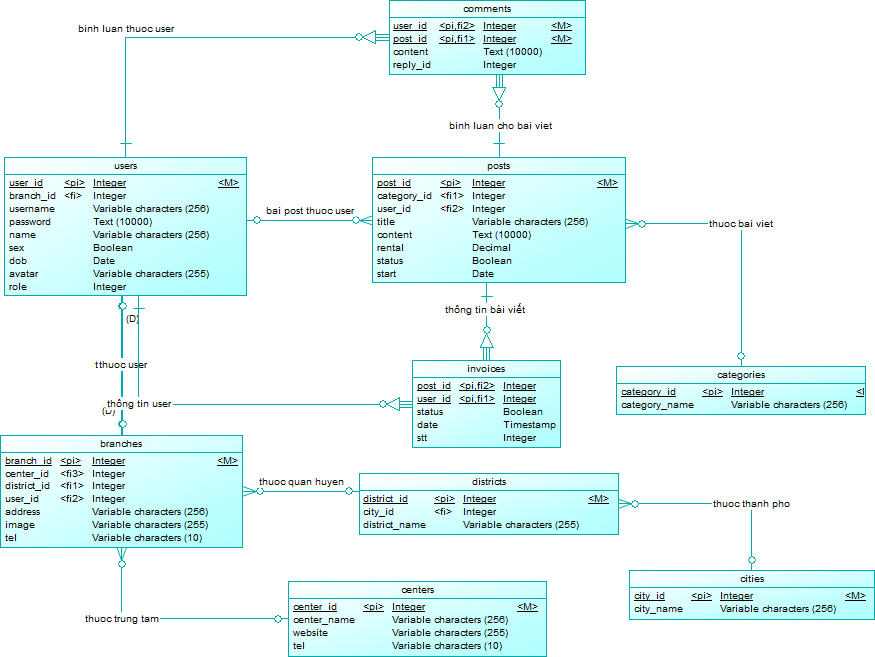 comments
user_id <pi,fi2> Integer <M>
post_id <pi,fi1> Integer <M>
content Text (10000)
reply_id Integer
binh luan thuoc user
binh luan cho bai viet
users
user_id <pi> Integer <M>
branch_id <fi> Integer
username Variable characters (256)
password Text (10000)
name Variable characters (256)
sex Boolean
dob Date
avatar Variable characters (255)
role Integer
bai post thuoc user
posts
post_id <pi> Integer <M>
category_id <fi1> Integer
user_id <fi2> Integer
title Variable characters (256)
content Text (10000)
rental Decimal
status Boolean
start Date
thuoc bai viet
(D)
thông tin bài viết
tthuoc user
thông tin user
(D)
invoices
post_id <pi,fi2> Integer
user_id <pi,fi1> Integer
status Boolean
date Timestamp
stt Integer
categories
category_id <pi> Integer
category_name Variable characters (256)
branches
branch_id <pi> Integer <M>
center_id <fi3> Integer
district_id <fi1> Integer
user_id <fi2> Integer
address Variable characters (256)
image Variable characters (255)
tel Variable characters (10)
thuoc quan huyen
districts
district_id <pi> Integer <M>
city_id <fi> Integer
district_name Variable characters (255)
thuoc thanh pho
cities
city_id <pi> Integer <M>
city_name Variable characters (256)
thuoc trung tam
centers
center_id <pi> Integer <M>
center_name Variable characters (256)
website Variable characters (255)
tel Variable characters (10)